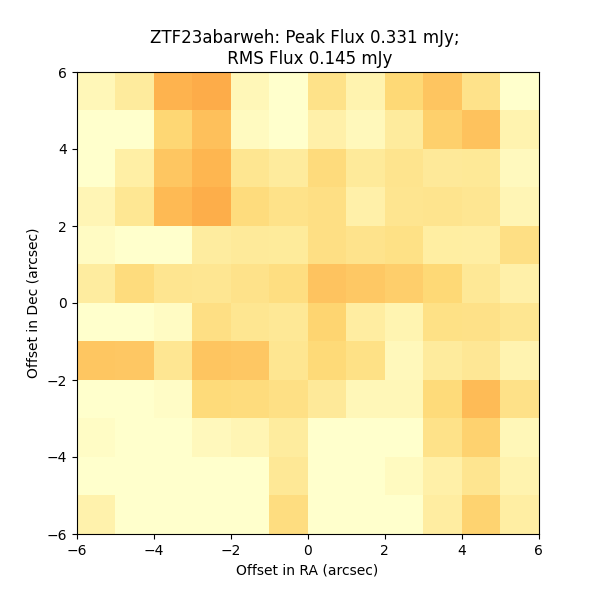 ZTF23abarweh: Peak Flux 0.331 mJy;
RMS Flux 0.145 mJy
6
4
2
0
−2
−4
−6
Offset in Dec (arcsec)
−6 −4 −2 0 2 4 6
Offset in RA (arcsec)